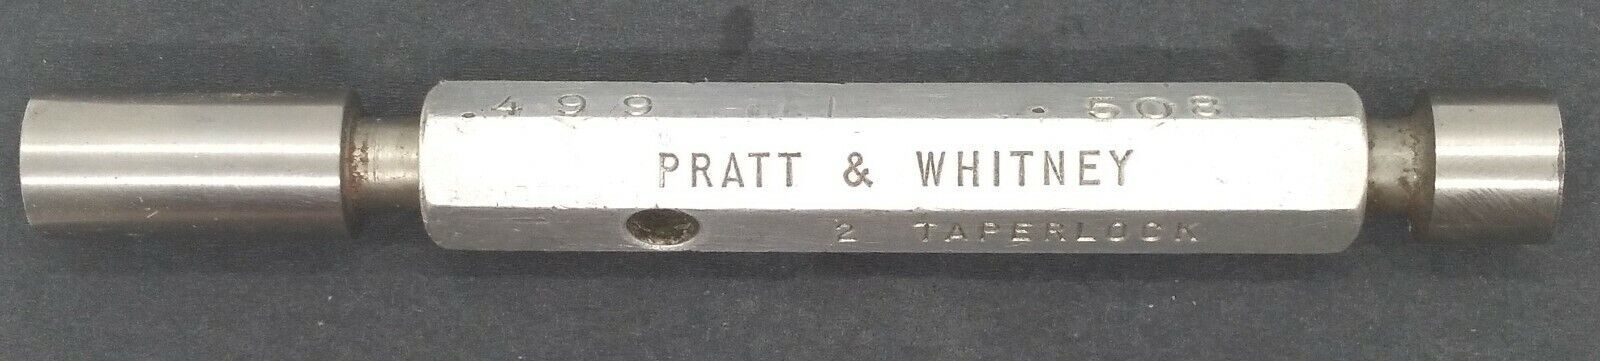 .499 .508
PRATT & WHITNEY
2 TAPERLOCK